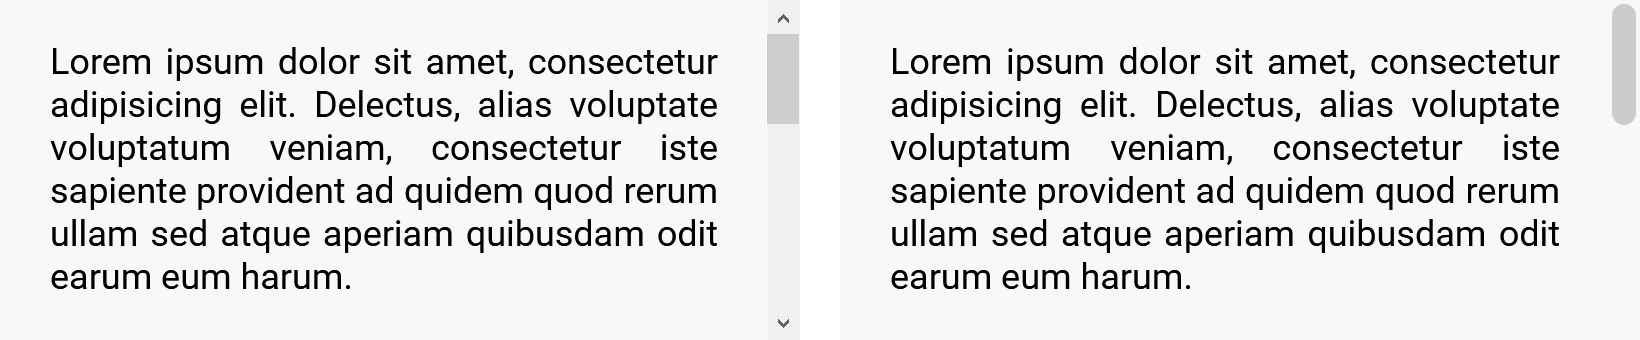 Lorem ipsum dolor sit amet, consectetur
adipisicing elit. Delectus, alias voluptate
voluptatum veniam, consectetur iste
sapiente provident ad quidem quod rerum
ullam sed atque aperiam quibusdam odit
earum eum harum.
Lorem ipsum dolor sit amet, consectetur
adipisicing elit. Delectus, alias voluptate
voluptatum veniam, consectetur iste
sapiente provident ad quidem quod rerum
ullam sed atque aperiam quibusdam odit
earum eum harum.